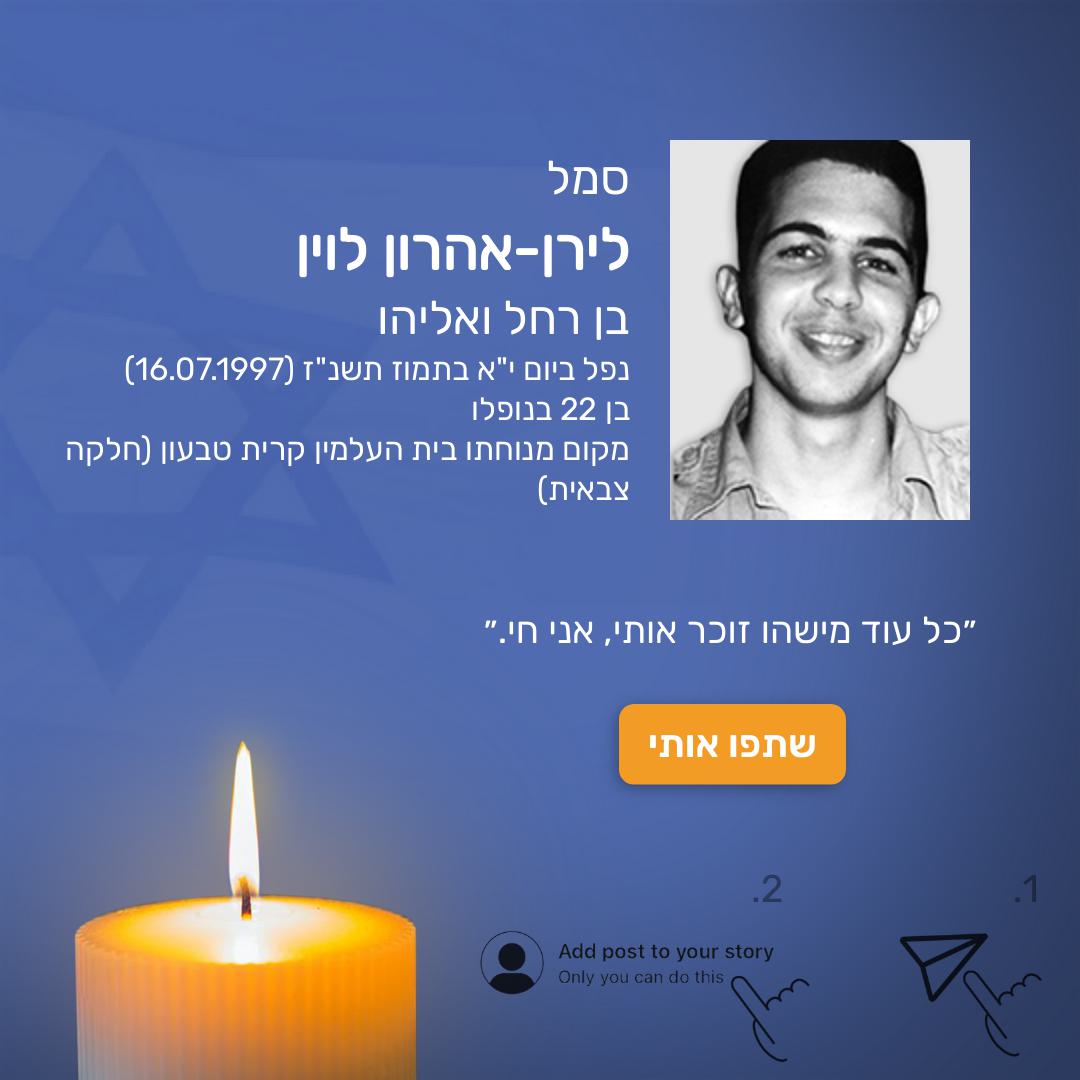 סמל
לירן-אהרון לוין
בן רחל ואליהו
נפל ביום י"א בתמוז תשנ"ז (16.07.1997)
בן 22 בנופלו
מקום מנוחתו בית העלמין קרית טבעון (חלקה
צבאית)
״כל עוד מישהו זוכר אותי, אני חי.״
שתפו אותי
.1
.2
Add post to your story
Only you can do this